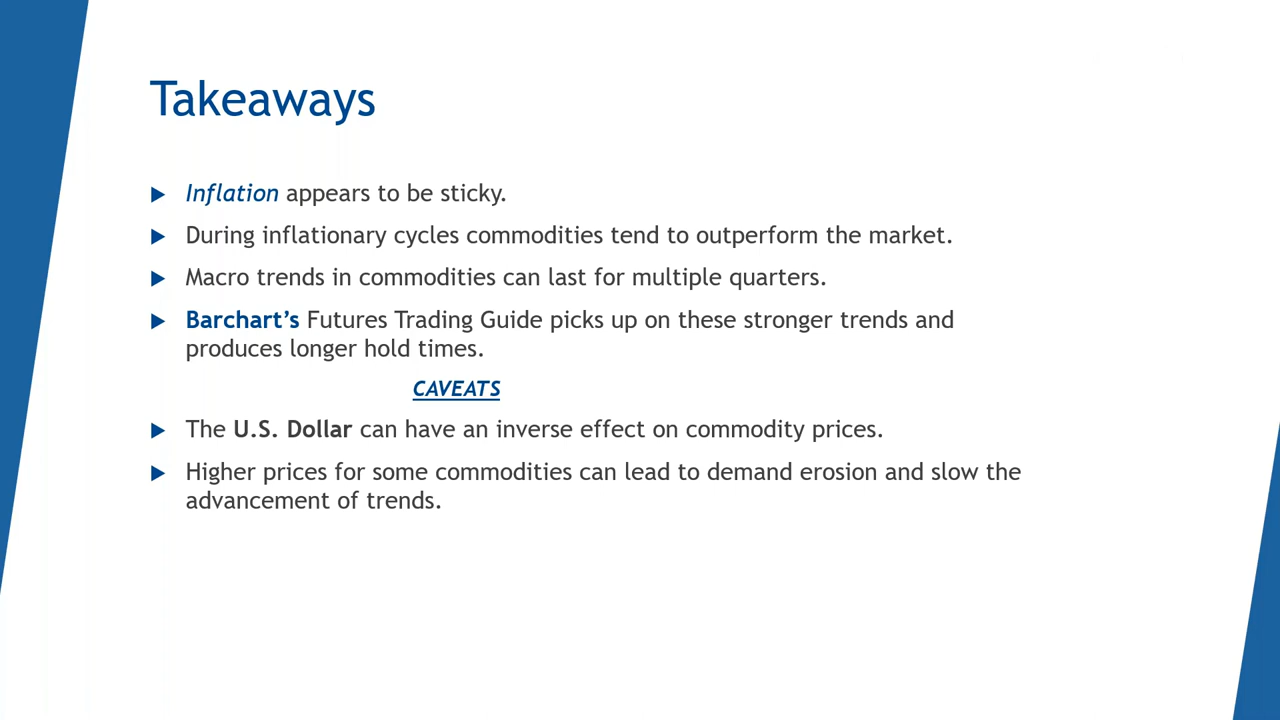 Takeaways
Inflation appears to be sticky.
During inflationary cycles commodities tend to outperform the market.
Macro trends in commodities can last for multiple quarters.
Barchart’s Futures Trading Guide picks up on these stronger trends and
produces longer hold times.
CAVEATS
The U.S. Dollar can have an inverse effect on commodity prices.
Higher prices for some commodities can lead to demand erosion and slow the
advancement of trends.